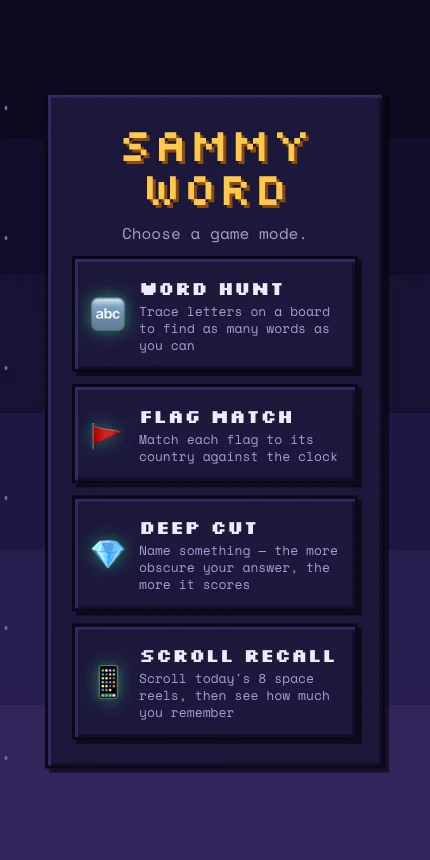 SAMMY
WORD
Choose a game mode.
WORD HUNT
abc
Trace letters on a board
to find as many words as
you can
FLAG MATCH
Match each flag to its
country against the clock
DEEP CUT
Name something — the more
obscure your answer, the
more it scores
SCROLL RECALL
Scroll today's 8 space
reels, then see how much
you remember